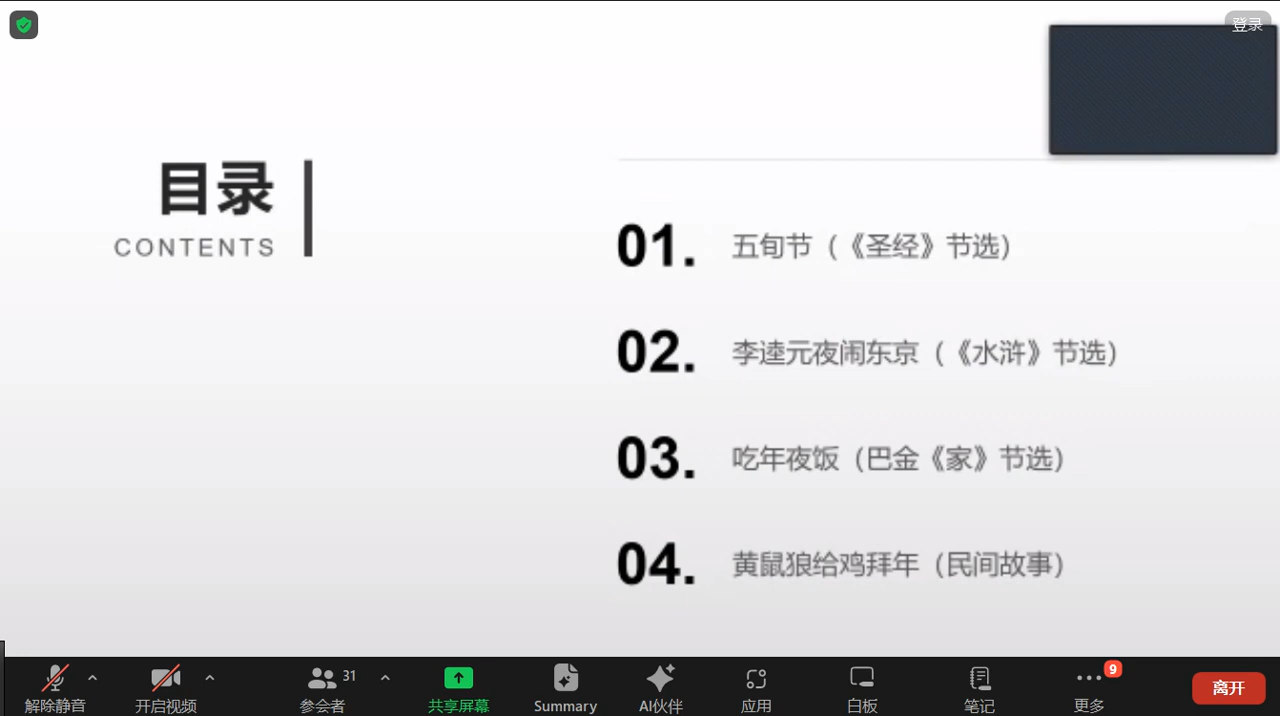 登录
目录
CONTENTS
01. 五旬节（《圣经》节选）
02. 李逵元夜闹东京（《水浒》节选）
03. 吃年夜饭（巴金《家》节选）
04. 黄鼠狼给鸡拜年（民间故事）
解除静音 开启视频 31 参会者 共享屏幕 Summary AI伙伴 应用 白板 笔记 9 更多 离开